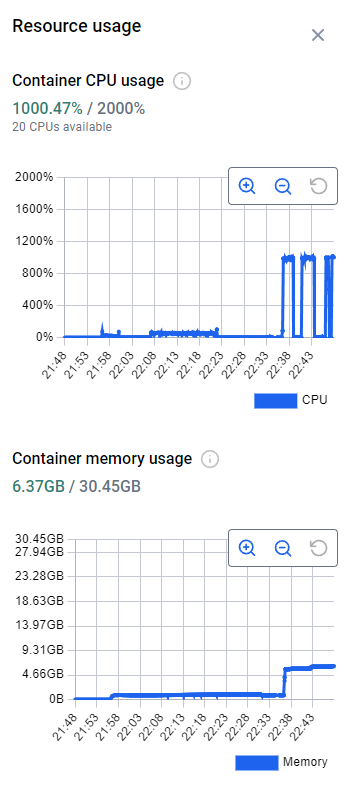 Resource usage
Container CPU usage
1000.47% / 2000%
20 CPUs available
2000%
1600%
1200%
800%
400%
0%
21:48
21:53
21:58
22:03
22:08
22:13
22:18
22:23
22:28
22:33
22:38
22:43
CPU
Container memory usage
6.37GB / 30.45GB
30.45GB
27.94GB
23.28GB
18.63GB
13.97GB
9.31GB
4.66GB
0B
21:48
21:53
21:58
22:03
22:08
22:13
22:18
22:23
22:28
22:33
22:38
22:43
Memory